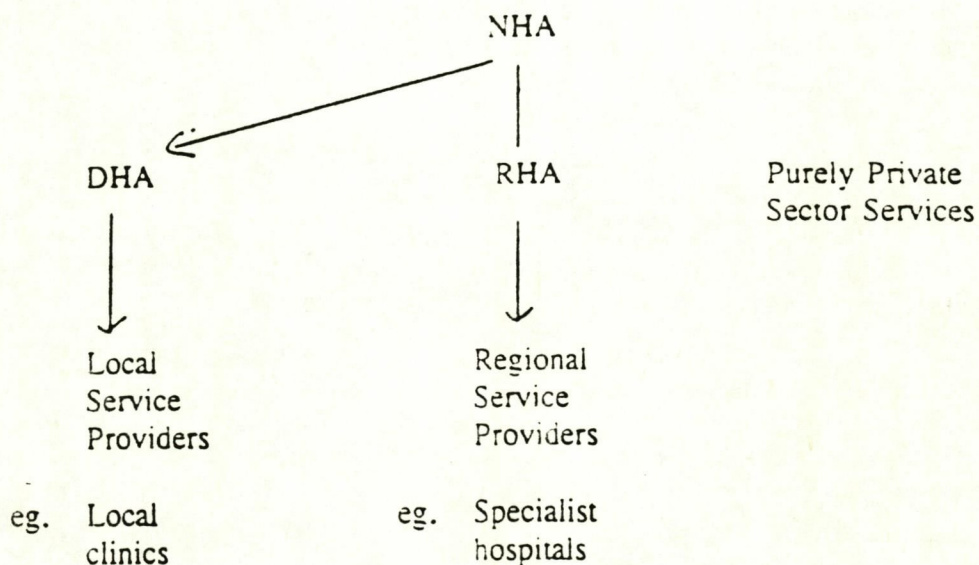 NHA
DHA
RHA
Purely Private
Sector Services
Local
Service
Providers
Regional
Service
Providers
eg. Local
clinics
eg. Specialist
hospitals